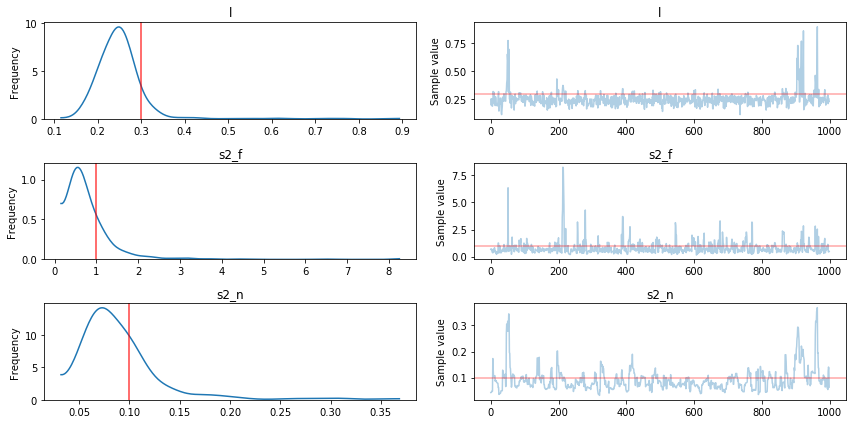 l
Frequency
10
5
0
0.1 0.2 0.3 0.4 0.5 0.6 0.7 0.8 0.9
l
Sample value
0.75
0.50
0.25
0 200 400 600 800 1000
s2_f
Frequency
1.0
0.5
0.0
0 1 2 3 4 5 6 7 8
s2_f
Sample value
7.5
5.0
2.5
0.0
0 200 400 600 800 1000
s2_n
Frequency
10
5
0
0.05 0.10 0.15 0.20 0.25 0.30 0.35
s2_n
Sample value
0.3
0.2
0.1
0 200 400 600 800 1000